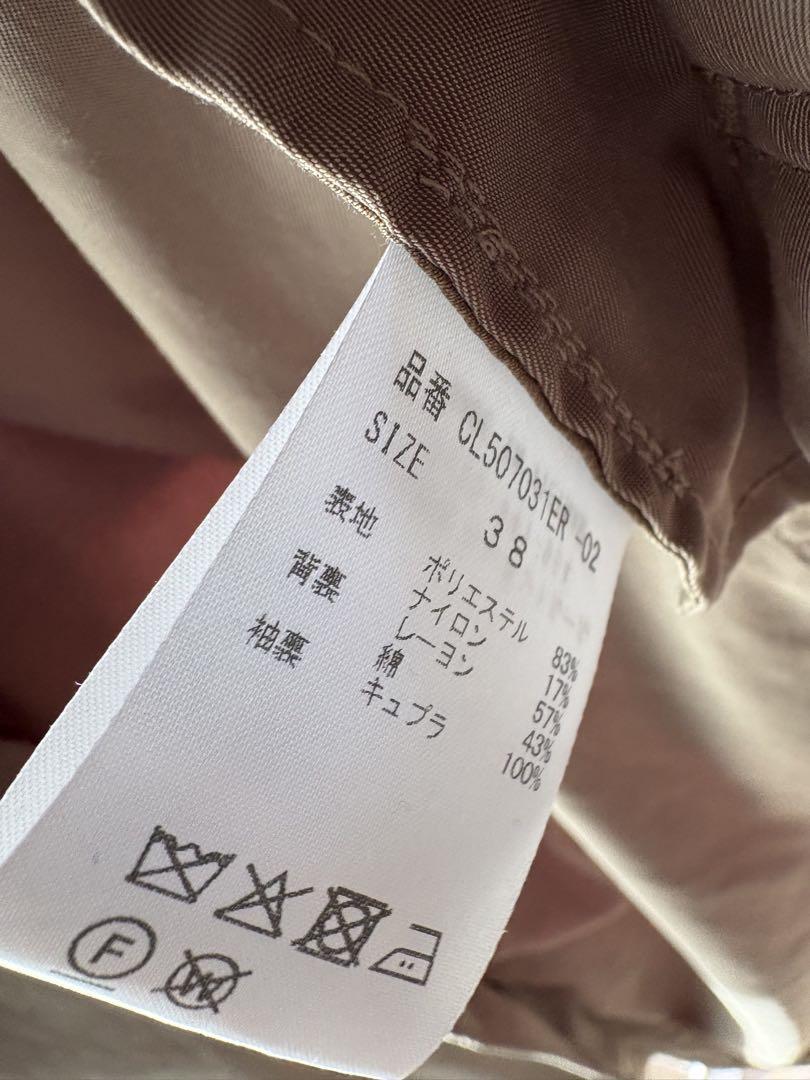 品番 CL507031ER -02
SIZE 38
表地 ポリエステル 83%
ナイロン 17%
背裏 レーヨン 57%
綿 43%
袖裏 キュプラ 100%
F
W